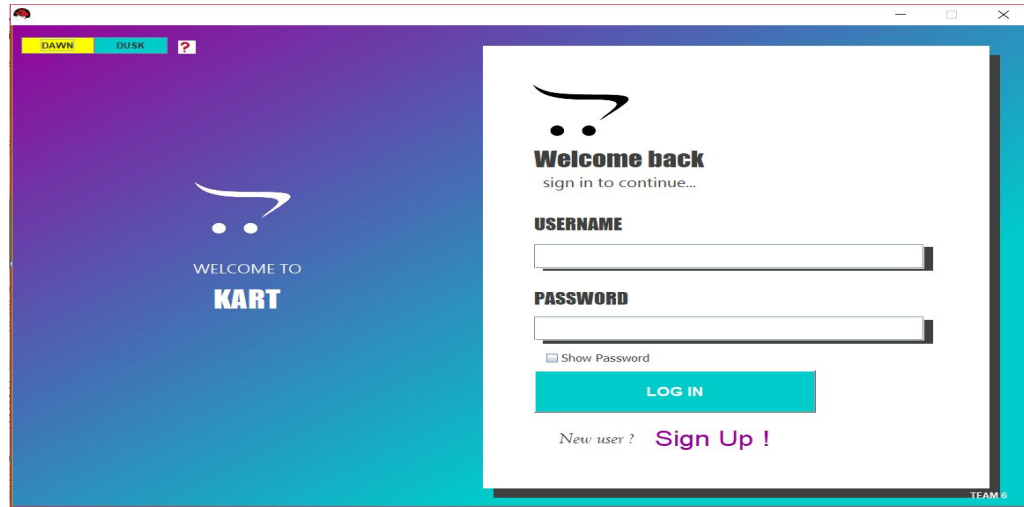 DAWN DUSK ?
WELCOME TO
KART
Welcome back
sign in to continue...
USERNAME
PASSWORD
Show Password
LOG IN
New user ? Sign Up !
TEAM 6